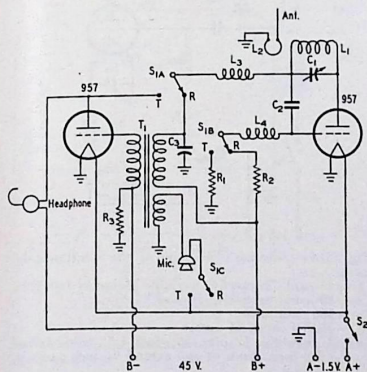 Ant.
L2
L1
S1A
L3
C1
957
T
R
C2
957
T1
S1B
L4
C3
T
R
R1
R2
Headphone
R3
Mic.
S1C
T
R
S2
B-
45 V.
B+
A-
1.5V.
A+